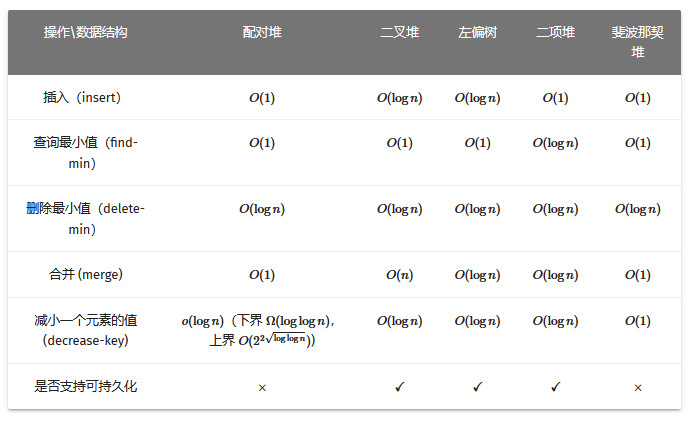 操作\数据结构 配对堆 二叉堆 左偏树 二项堆 斐波那契
堆
插入（insert） O(1) O(log n) O(log n) O(1) O(1)
查询最小值（find-
min） O(1) O(1) O(1) O(log n) O(1)
删除最小值（delete-
min） O(log n) O(log n) O(log n) O(log n) O(log n)
合并 (merge) O(1) O(n) O(log n) O(log n) O(1)
减小一个元素的值 o(log n)（下界 Ω(log log n)， O(log n) O(log n) O(log n) O(1)
(decrease-key) 上界 O(2^{2√(log log n)})）
是否支持可持久化 × ✓ ✓ ✓ ×